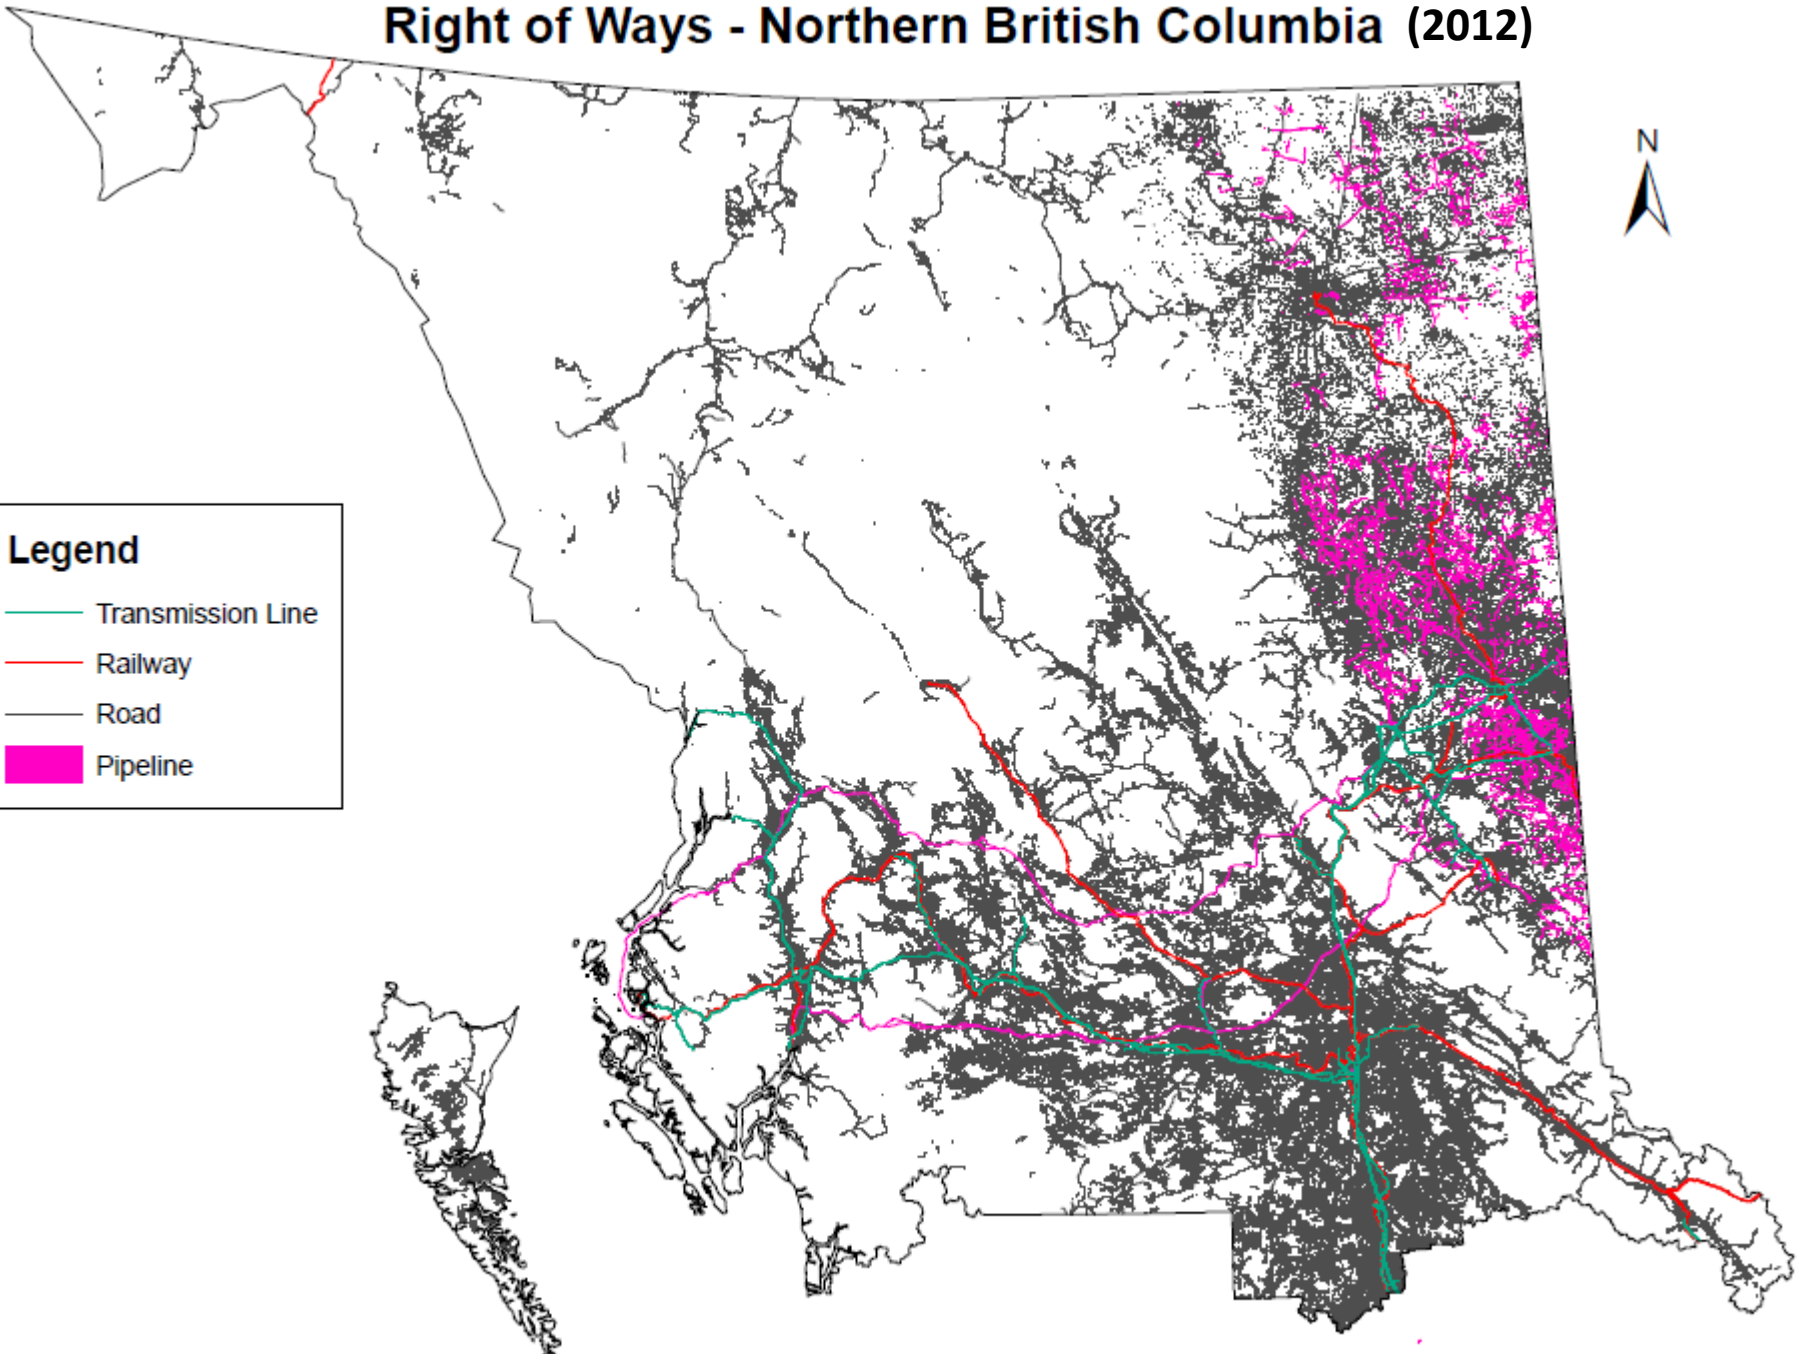 Right of Ways - Northern British Columbia (2012)
N
Legend
Transmission Line
Railway
Road
Pipeline